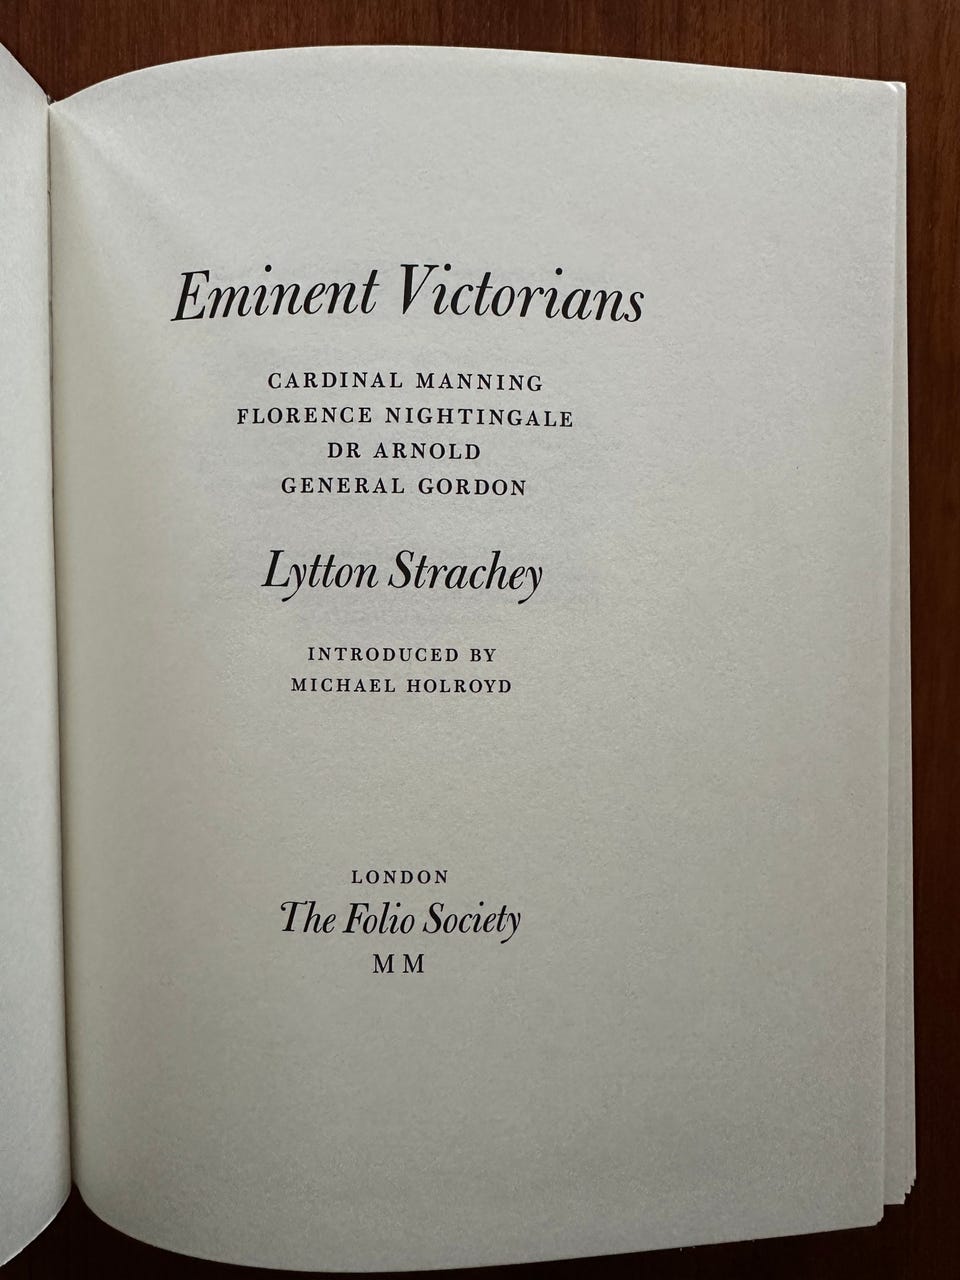 Eminent Victorians
CARDINAL MANNING
FLORENCE NIGHTINGALE
DR ARNOLD
GENERAL GORDON
Lytton Strachey
INTRODUCED BY
MICHAEL HOLROYD
LONDON
The Folio Society
MM